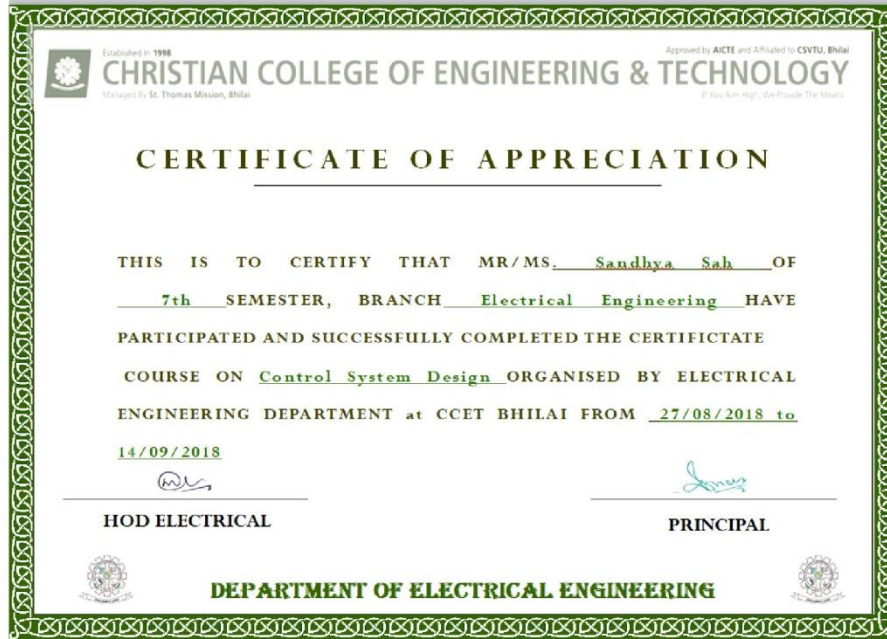 Established in 1998
Approved by AICTE and Affiliated to CSVTU, Bhilai
CHRISTIAN COLLEGE OF ENGINEERING & TECHNOLOGY
Managed By St. Thomas Mission, Bhilai
If You Aim High, We Provide The Means
CERTIFICATE OF APPRECIATION
THIS IS TO CERTIFY THAT MR/MS. Sandhya Sah OF
7th SEMESTER, BRANCH Electrical Engineering HAVE
PARTICIPATED AND SUCCESSFULLY COMPLETED THE CERTIFICTATE
COURSE ON Control System Design ORGANISED BY ELECTRICAL
ENGINEERING DEPARTMENT at CCET BHILAI FROM 27/08/2018 to
14/09/2018
HOD ELECTRICAL
PRINCIPAL
DEPARTMENT OF ELECTRICAL ENGINEERING